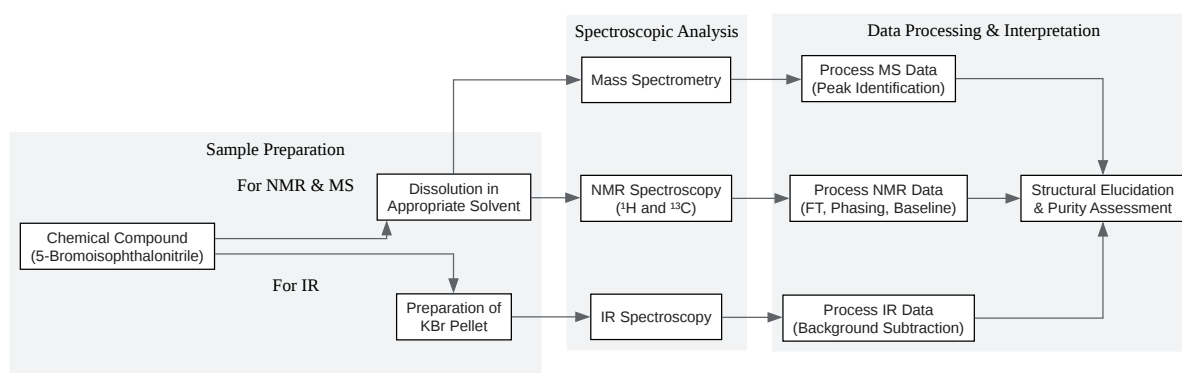 Spectroscopic Analysis
Data Processing & Interpretation
Mass Spectrometry
Process MS Data
(Peak Identification)
Sample Preparation
For NMR & MS
Dissolution in
Appropriate Solvent
NMR Spectroscopy
(¹H and ¹³C)
Process NMR Data
(FT, Phasing, Baseline)
Structural Elucidation
& Purity Assessment
Chemical Compound
(5-Bromoisophthalonitrile)
For IR
Preparation of
KBr Pellet
IR Spectroscopy
Process IR Data
(Background Subtraction)